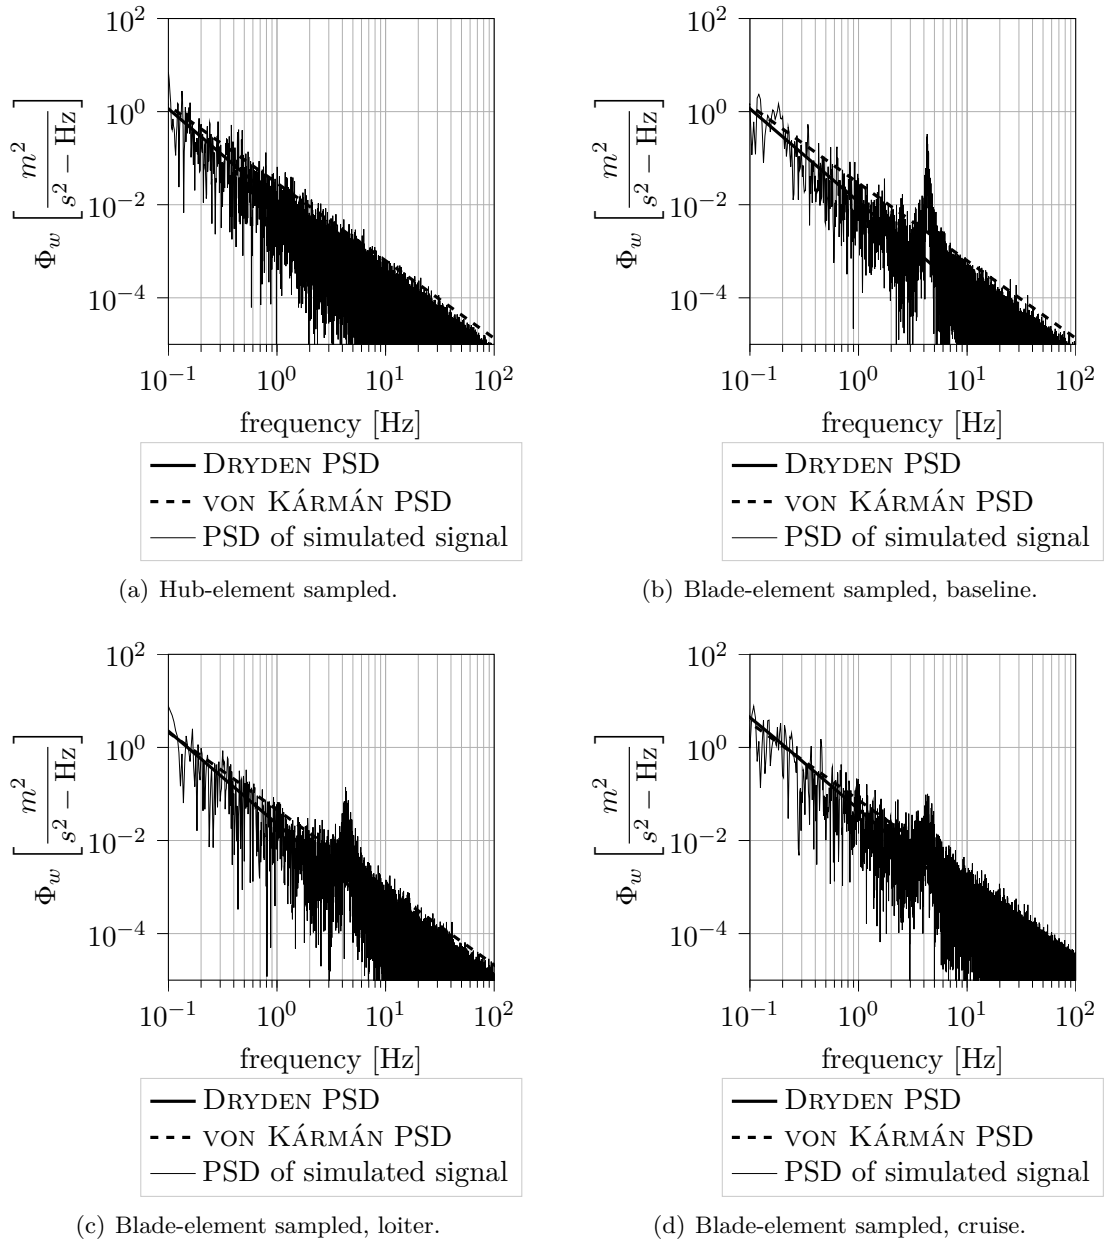 10^2
10^0
10^{-2}
10^{-4}
Φ_w [m^2 / s^2 − Hz]
10^{-1} 10^0 10^1 10^2
frequency [Hz]
DRYDEN PSD
VON KÁRMÁN PSD
PSD of simulated signal
(a) Hub-element sampled.
10^2
10^0
10^{-2}
10^{-4}
Φ_w [m^2 / s^2 − Hz]
10^{-1} 10^0 10^1 10^2
frequency [Hz]
DRYDEN PSD
VON KÁRMÁN PSD
PSD of simulated signal
(b) Blade-element sampled, baseline.
10^2
10^0
10^{-2}
10^{-4}
Φ_w [m^2 / s^2 − Hz]
10^{-1} 10^0 10^1 10^2
frequency [Hz]
DRYDEN PSD
VON KÁRMÁN PSD
PSD of simulated signal
(c) Blade-element sampled, loiter.
10^2
10^0
10^{-2}
10^{-4}
Φ_w [m^2 / s^2 − Hz]
10^{-1} 10^0 10^1 10^2
frequency [Hz]
DRYDEN PSD
VON KÁRMÁN PSD
PSD of simulated signal
(d) Blade-element sampled, cruise.